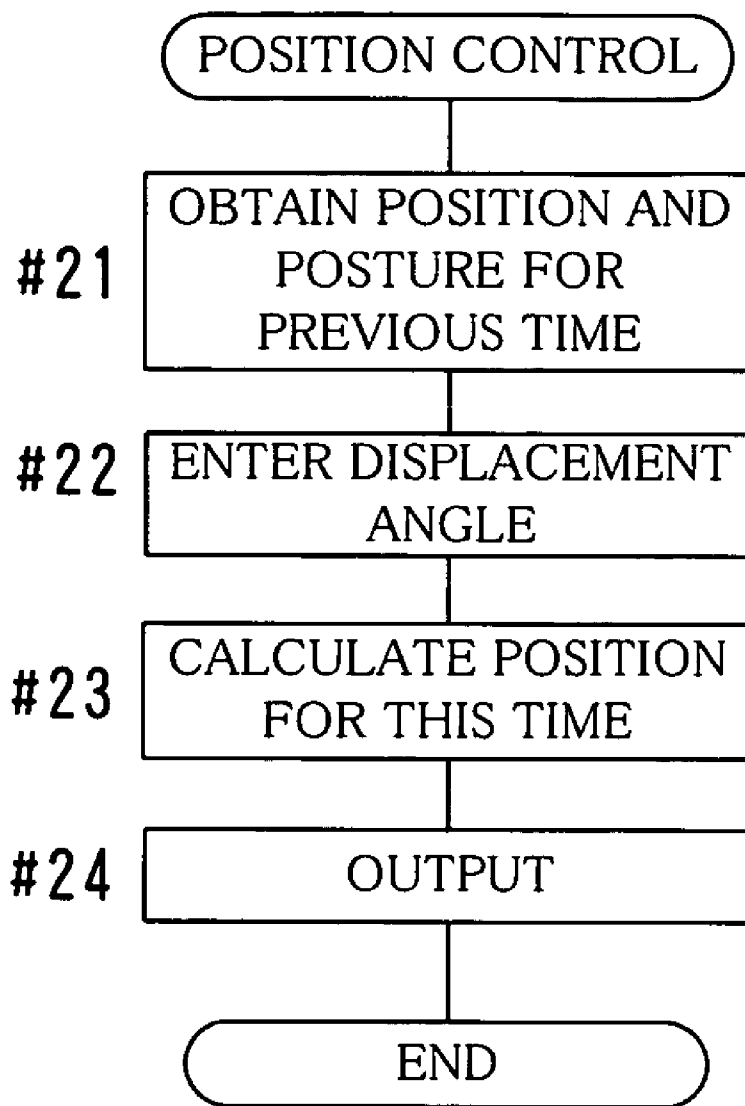 POSITION CONTROL
#21
OBTAIN POSITION AND
POSTURE FOR
PREVIOUS TIME
#22
ENTER DISPLACEMENT
ANGLE
#23
CALCULATE POSITION
FOR THIS TIME
#24
OUTPUT
END